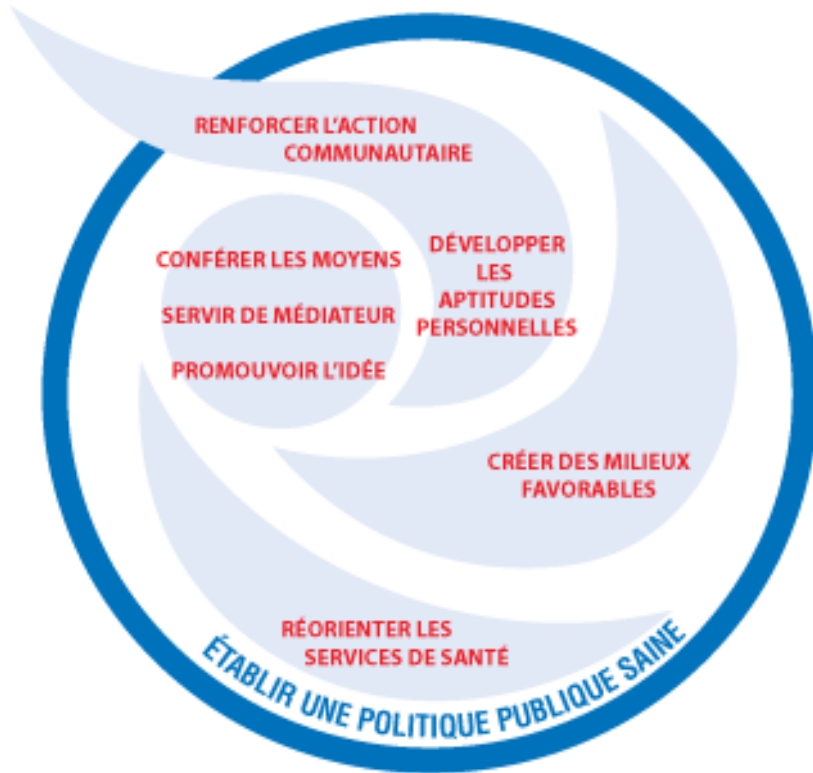 RENFORCER L'ACTION
COMMUNAUTAIRE
CONFÉRER LES MOYENS
SERVIR DE MÉDIATEUR
PROMOUVOIR L'IDÉE
DÉVELOPPER
LES
APTITUDES
PERSONNELLES
CRÉER DES MILIEUX
FAVORABLES
RÉORIENTER LES
SERVICES DE SANTÉ
ÉTABLIR UNE POLITIQUE PUBLIQUE SAINE